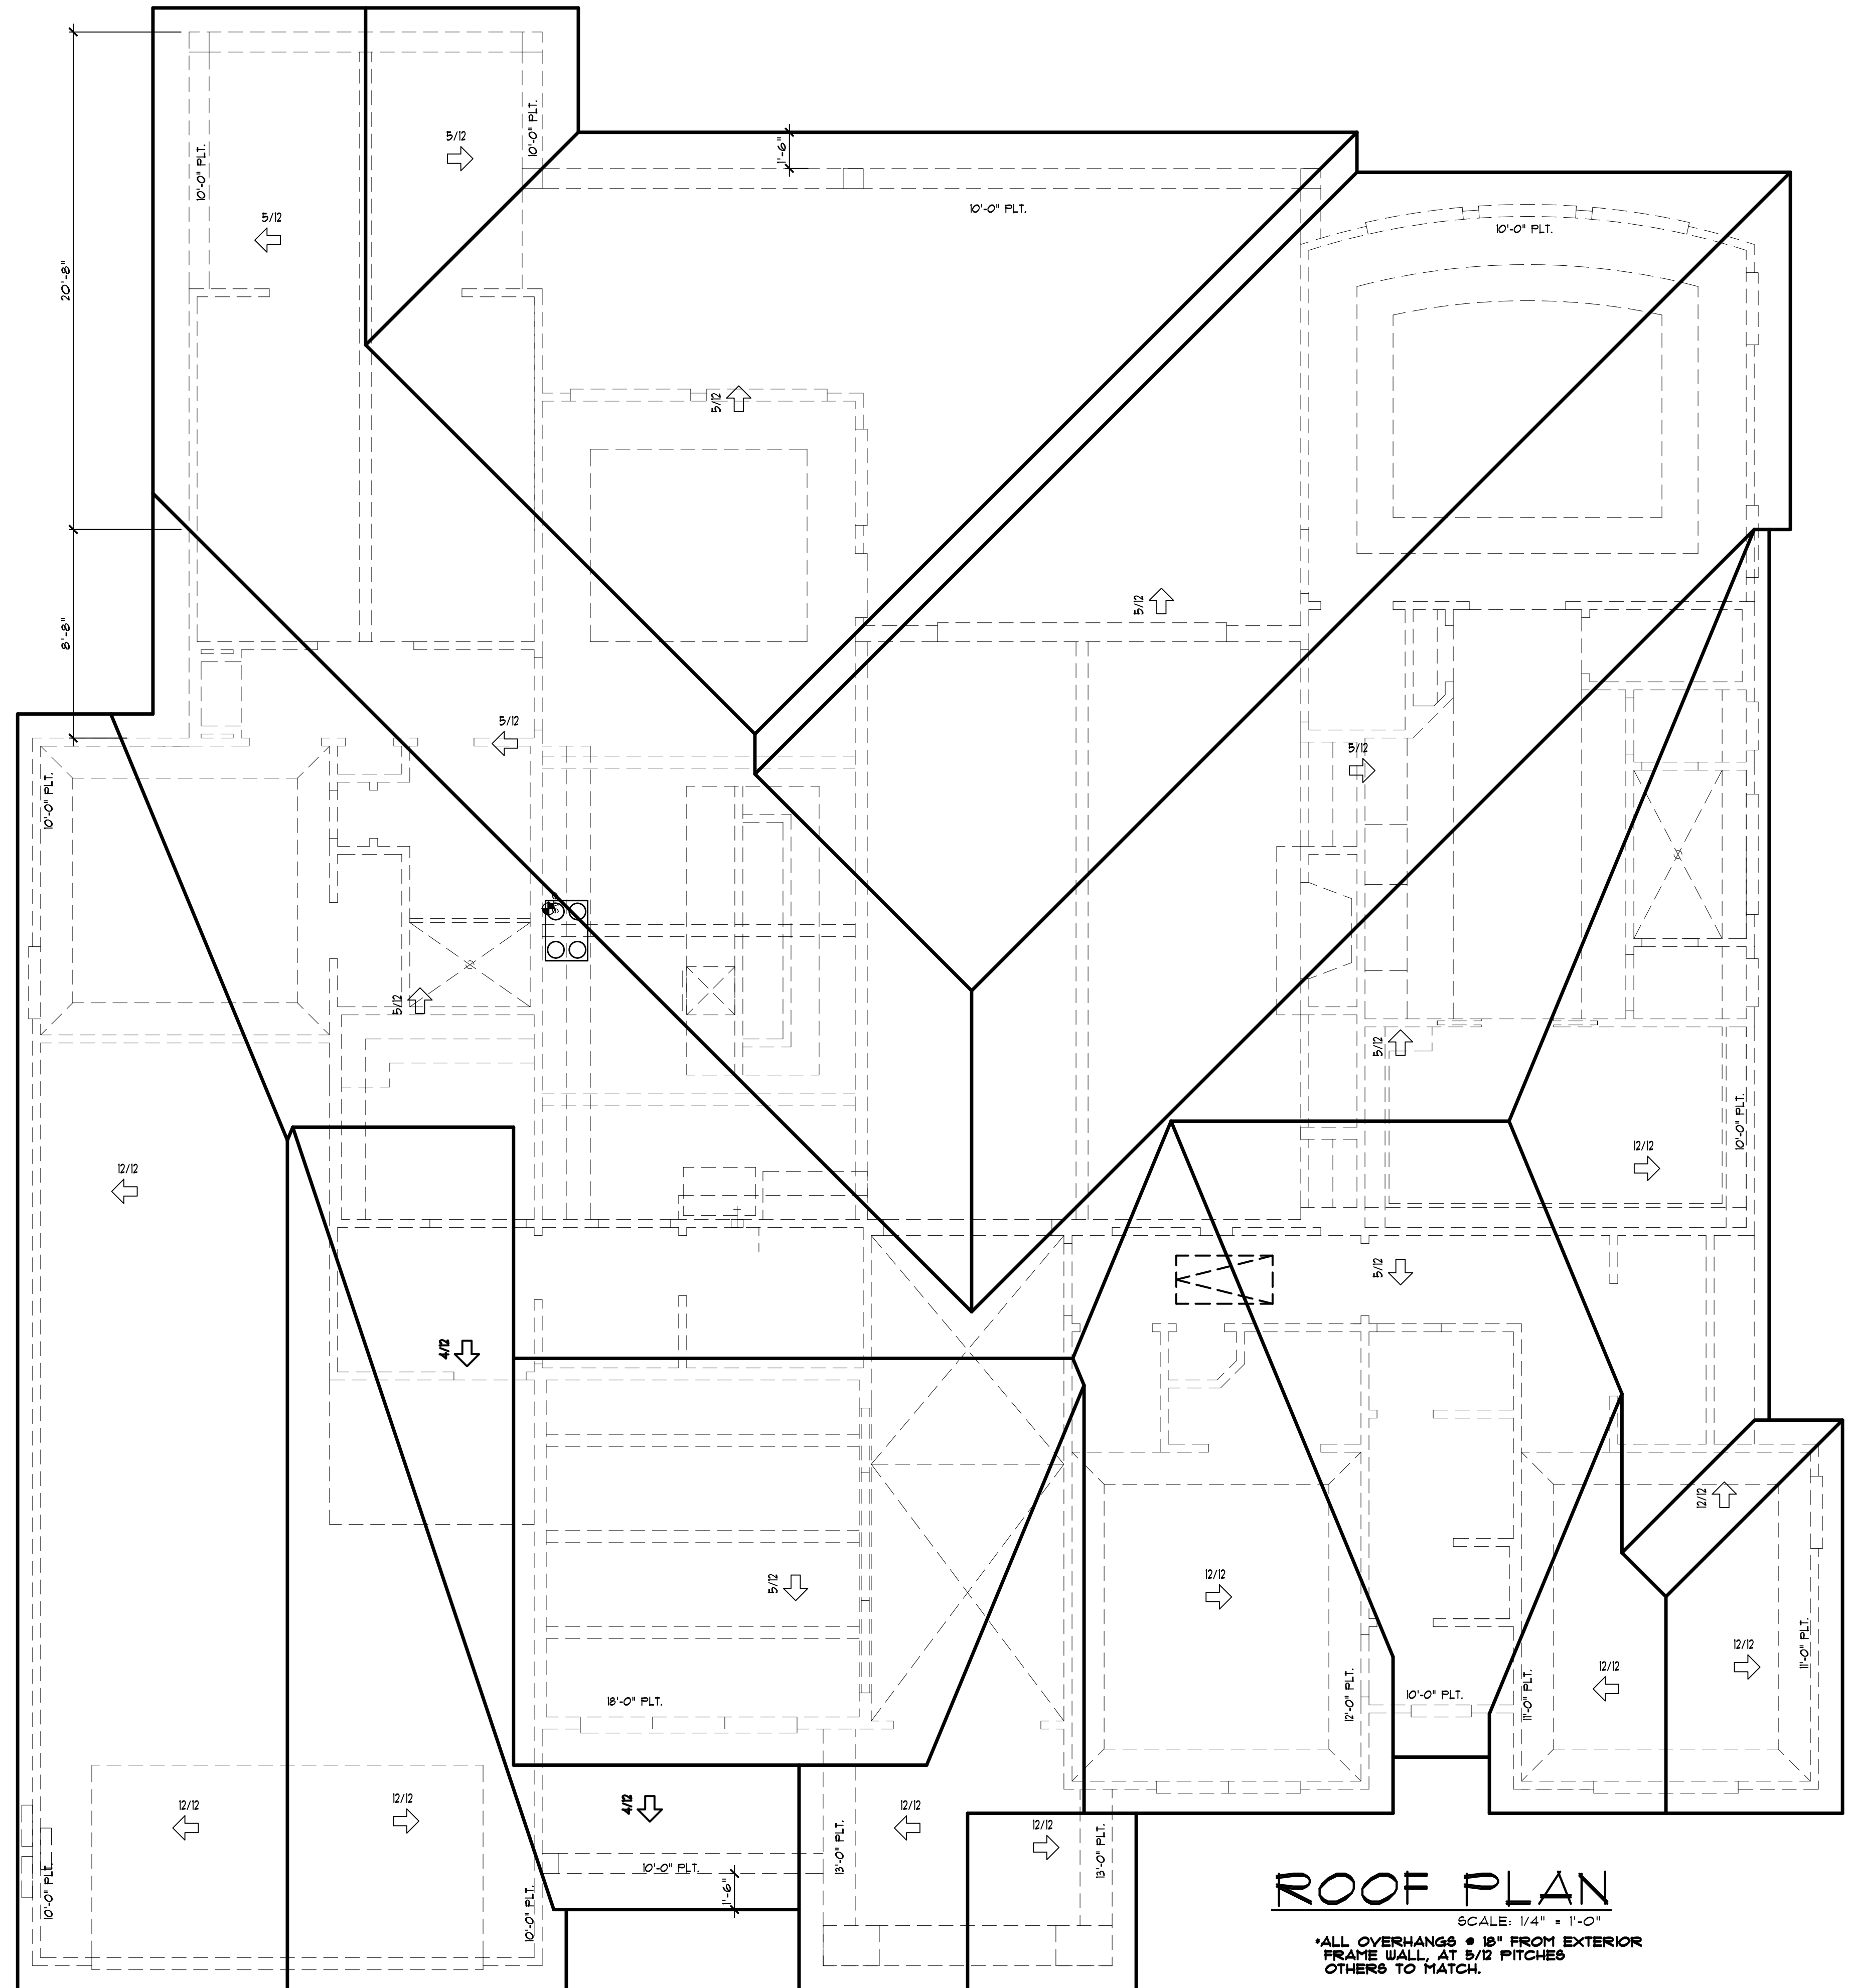 5/12
10'-0" PLT.
1'-6"
10'-0" PLT.
10'-0" PLT.
5/12
10'-0" PLT.
20'-8"
5/12
5/12
8'-8"
5/12
5/12
10'-0" PLT.
5/12
5/12
10'-0" PLT.
12/12
12/12
5/12
4/12
12/12
5/12
12/12
11'-0" PLT.
12/12
12/12
18'-0" PLT.
12'-0" PLT.
10'-0" PLT.
11'-0" PLT.
12/12
12/12
4/12
12/12
12/12
13'-0" PLT.
13'-0" PLT.
10'-0" PLT.
10'-0" PLT.
1'-6"
10'-0" PLT.
ROOF PLAN
SCALE: 1/4" = 1'-0"
*ALL OVERHANGS @ 18" FROM EXTERIOR
FRAME WALL, AT 5/12 PITCHES
OTHERS TO MATCH.